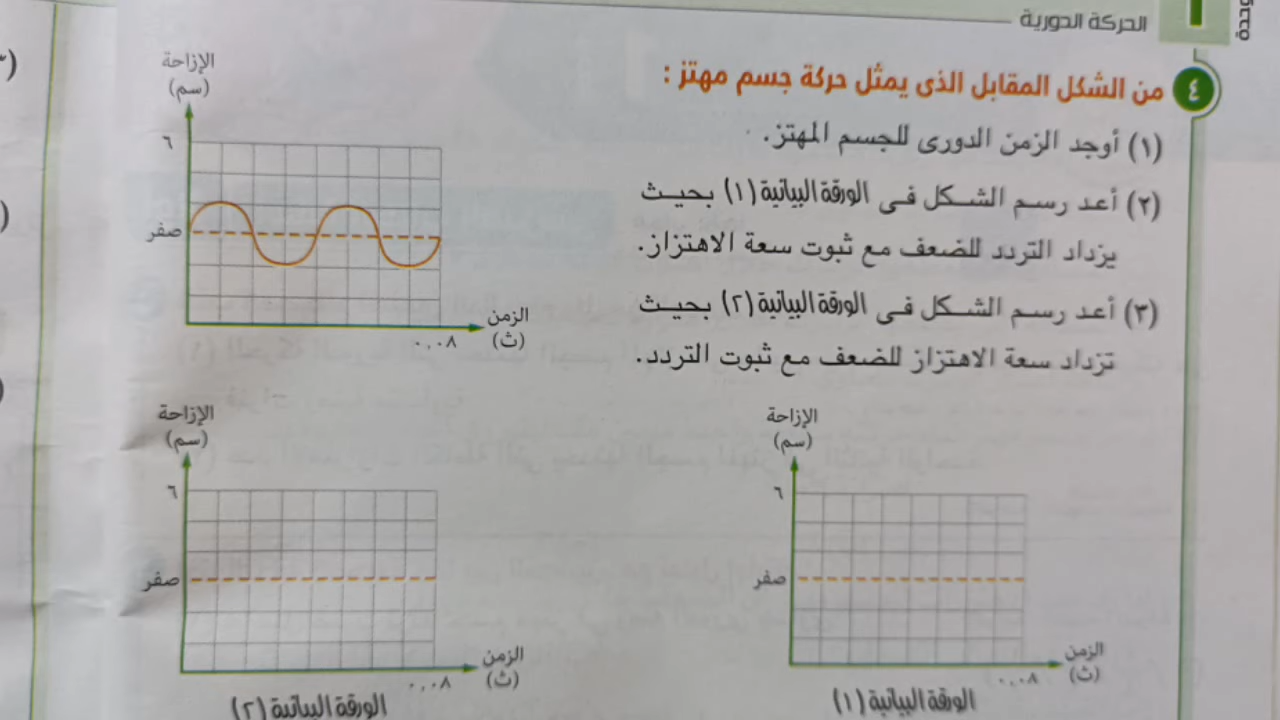 الحركة الدورية
٤ من الشكل المقابل الذى يمثل حركة جسم مهتز :
(١) أوجد الزمن الدورى للجسم المهتز.
(٢) أعد رسم الشكل فى الورقة البيانية (١) بحيث
يزداد التردد للضعف مع ثبوت سعة الاهتزاز.
(٣) أعد رسم الشكل فى الورقة البيانية (٢) بحيث
تزداد سعة الاهتزاز للضعف مع ثبوت التردد.
الإزاحة
(سم)
٦
صفر
٠,٠٨
الزمن
(ث)
الإزاحة
(سم)
٦
صفر
٠,٠٨
الزمن
(ث)
الورقة البيانية (١)
الإزاحة
(سم)
٦
صفر
٠,٠٨
الزمن
(ث)
الورقة البيانية (٢)